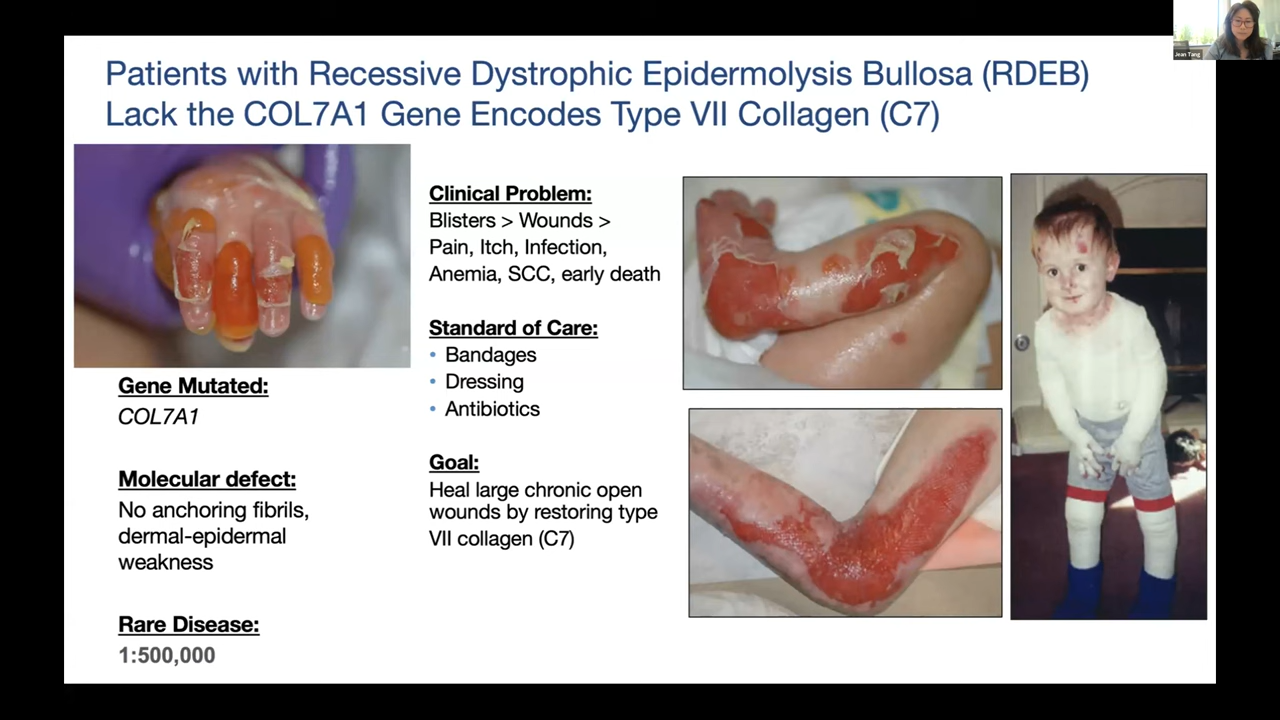 Jean Tang
Patients with Recessive Dystrophic Epidermolysis Bullosa (RDEB)
Lack the COL7A1 Gene Encodes Type VII Collagen (C7)
Gene Mutated:
COL7A1
Molecular defect:
No anchoring fibrils,
dermal-epidermal
weakness
Rare Disease:
1:500,000
Clinical Problem:
Blisters > Wounds >
Pain, Itch, Infection,
Anemia, SCC, early death
Standard of Care:
• Bandages
• Dressing
• Antibiotics
Goal:
Heal large chronic open
wounds by restoring type
VII collagen (C7)